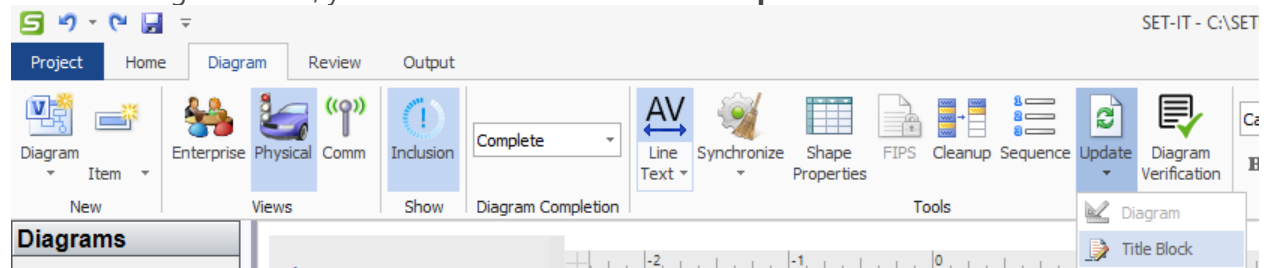 SET-IT - C:\SET
Project Home Diagram Review Output
Diagram Item Enterprise Physical Comm Inclusion Complete AV Line Text Synchronize Shape Properties FIPS Cleanup Sequence Update Diagram Verification Ca B
New Views Show Diagram Completion Tools
Diagram
Diagrams
Title Block
-2 -1 0